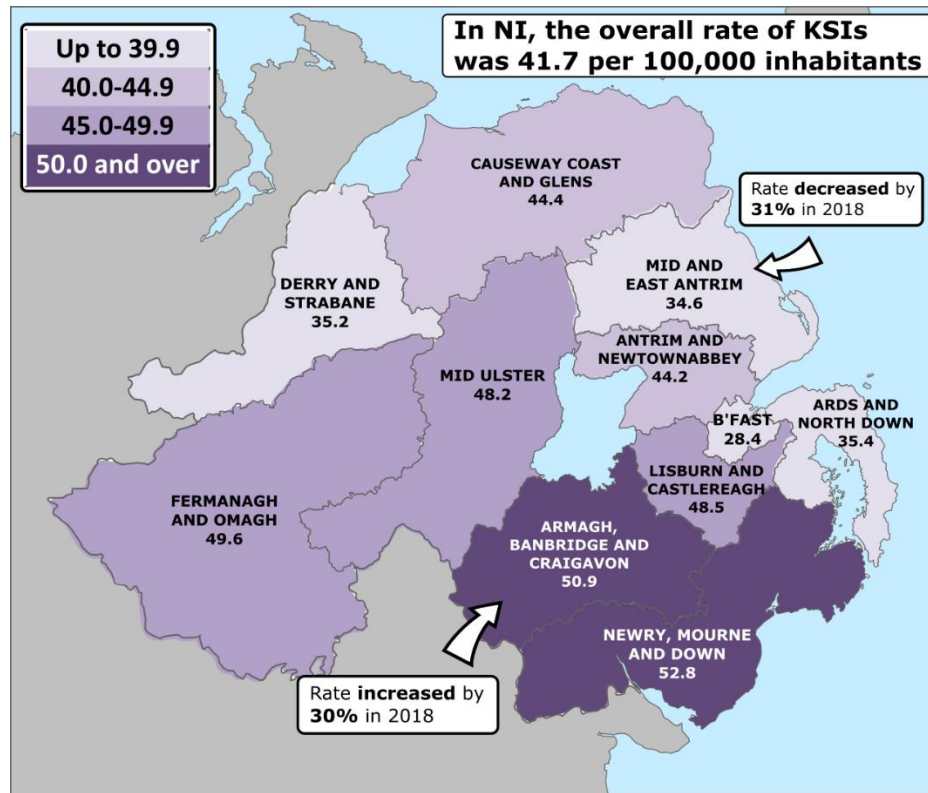 Up to 39.9
40.0-44.9
45.0-49.9
50.0 and over
In NI, the overall rate of KSIs
was 41.7 per 100,000 inhabitants
CAUSEWAY COAST
AND GLENS
44.4
Rate decreased by
31% in 2018
DERRY AND
STRABANE
35.2
MID AND
EAST ANTRIM
34.6
ANTRIM AND
NEWTOWNABBEY
44.2
MID ULSTER
48.2
B'FAST
28.4
ARDS AND
NORTH DOWN
35.4
LISBURN AND
CASTLEREAGH
48.5
FERMANAGH
AND OMAGH
49.6
ARMAGH,
BANBRIDGE AND
CRAIGAVON
50.9
NEWRY, MOURNE
AND DOWN
52.8
Rate increased by
30% in 2018